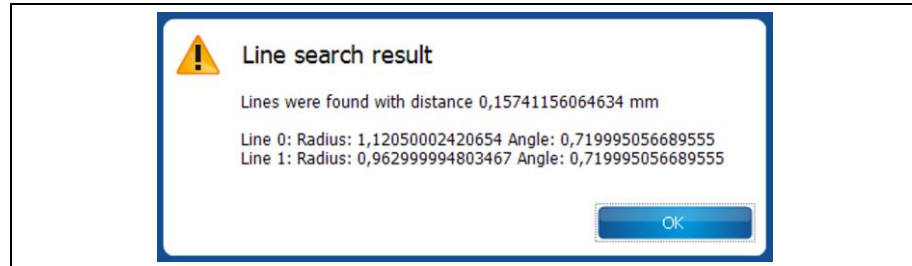 Line search result
Lines were found with distance 0,15741156064634 mm
Line 0: Radius: 1,12050002420654 Angle: 0,719995056689555
Line 1: Radius: 0,962999994803467 Angle: 0,719995056689555
OK